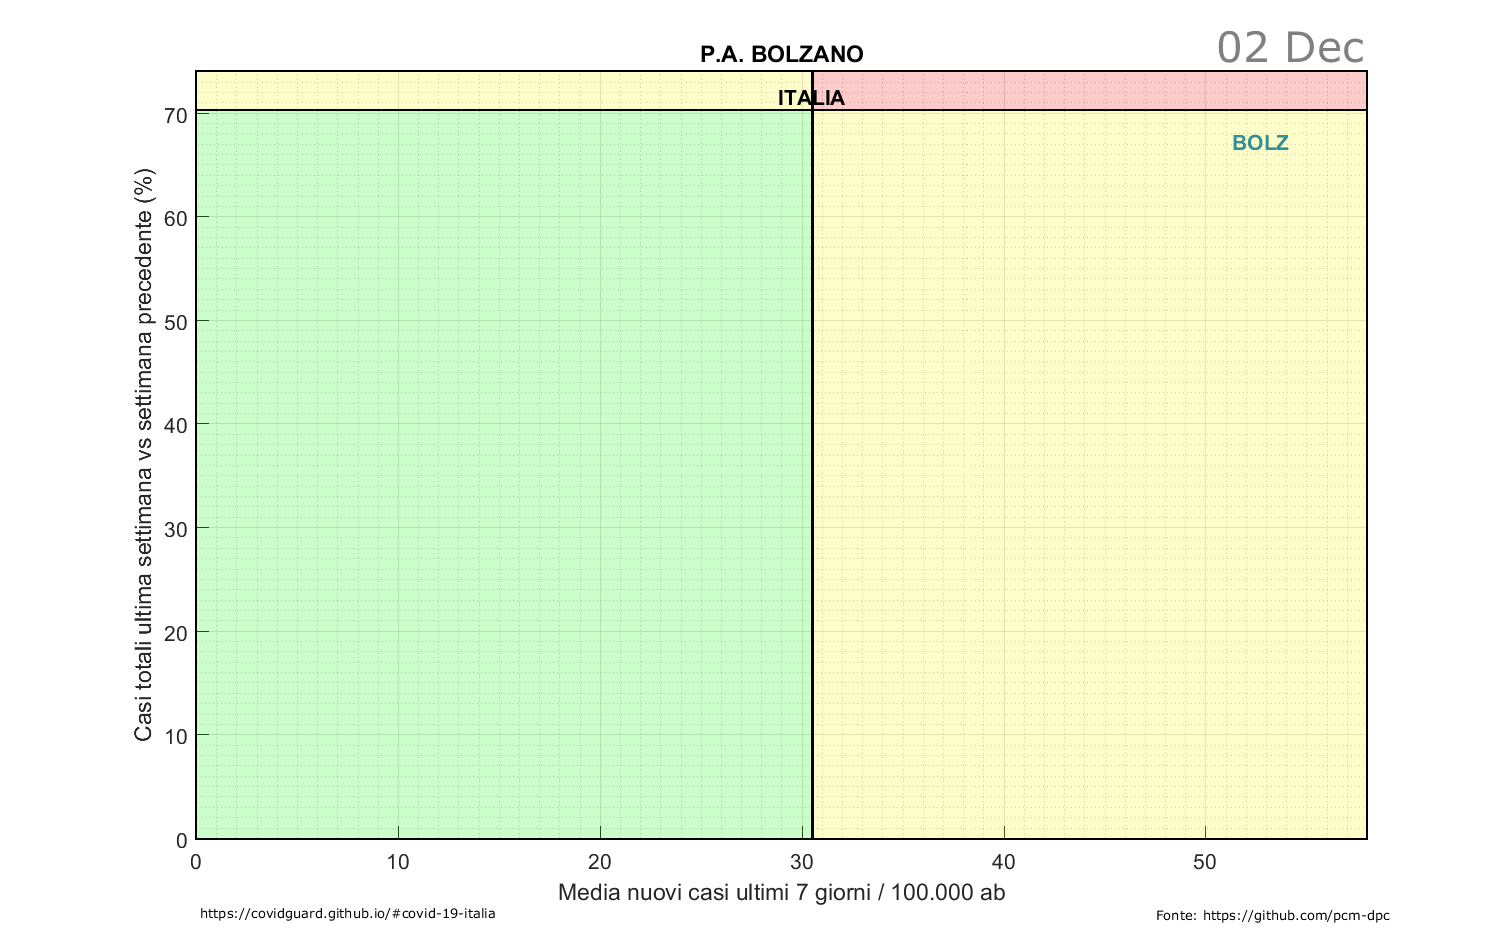 P.A. BOLZANO
02 Dec
ITALIA
BOLZ
Casi totali ultima settimana vs settimana precedente (%)
70
60
50
40
30
20
10
0
0 10 20 30 40 50
Media nuovi casi ultimi 7 giorni / 100.000 ab
https://covidguard.github.io/#covid-19-italia
Fonte: https://github.com/pcm-dpc